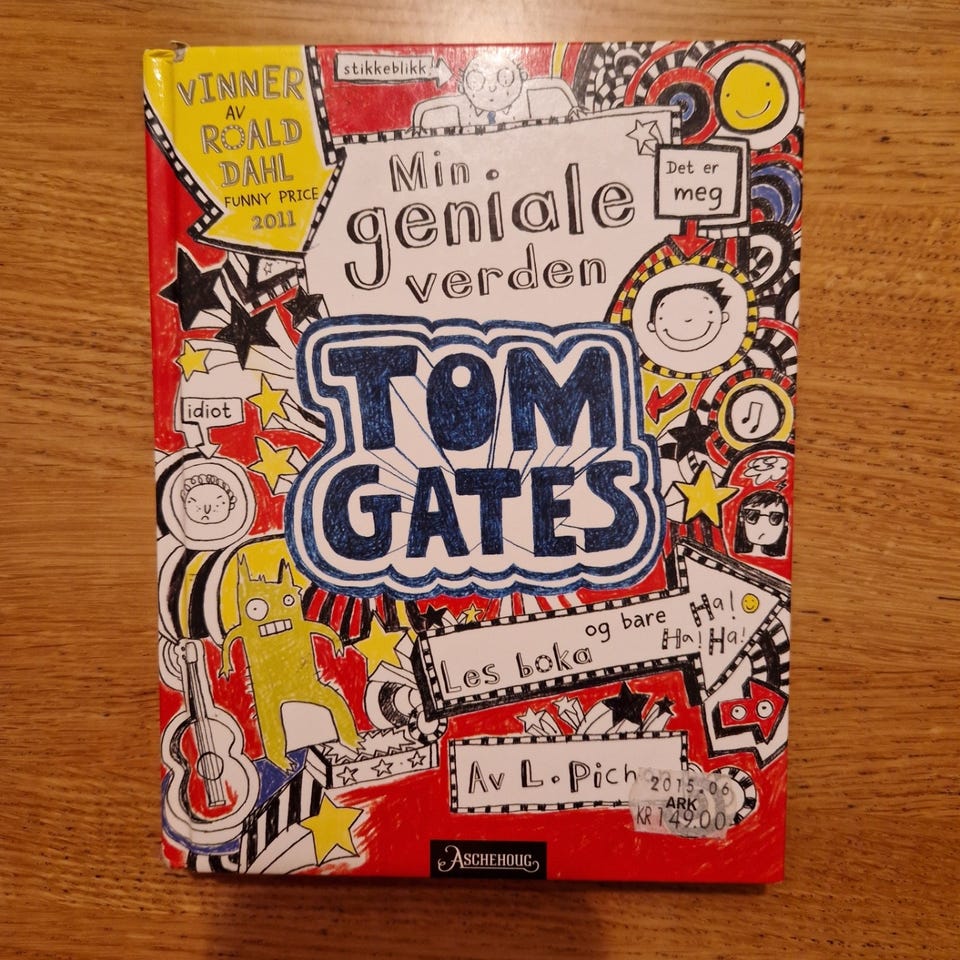 VINNER
AV
ROALD
DAHL
FUNNY PRICE
2011
stikkeblikk!
Min
geniale
verden
Det er
meg
TOM
GATES
idiot
Les boka
og bare
Ha!
Ha! Ha!
Av L. Pich
2015.06
ARK
KR 149.00
ASCHEHOUG